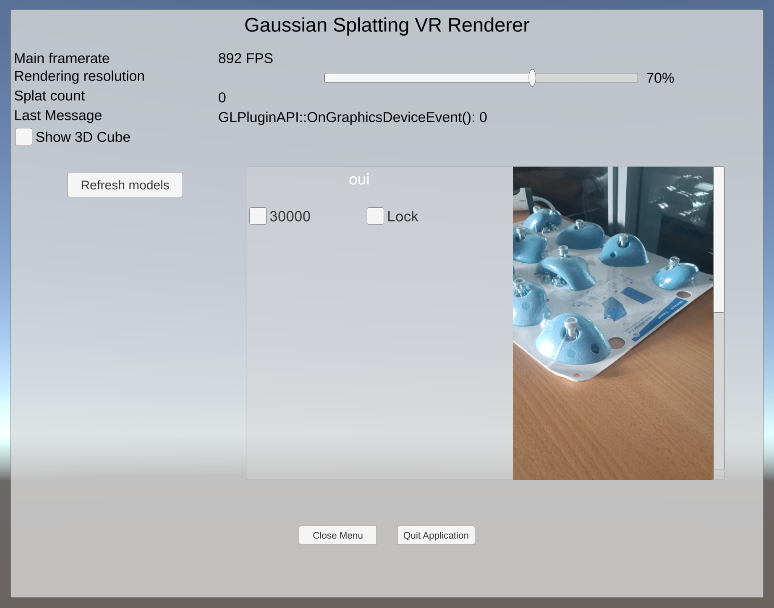 Gaussian Splatting VR Renderer
Main framerate 892 FPS
Rendering resolution 70%
Splat count 0
Last Message GLPluginAPI::OnGraphicsDeviceEvent(): 0
Show 3D Cube
Refresh models
oui
30000 Lock
Close Menu Quit Application